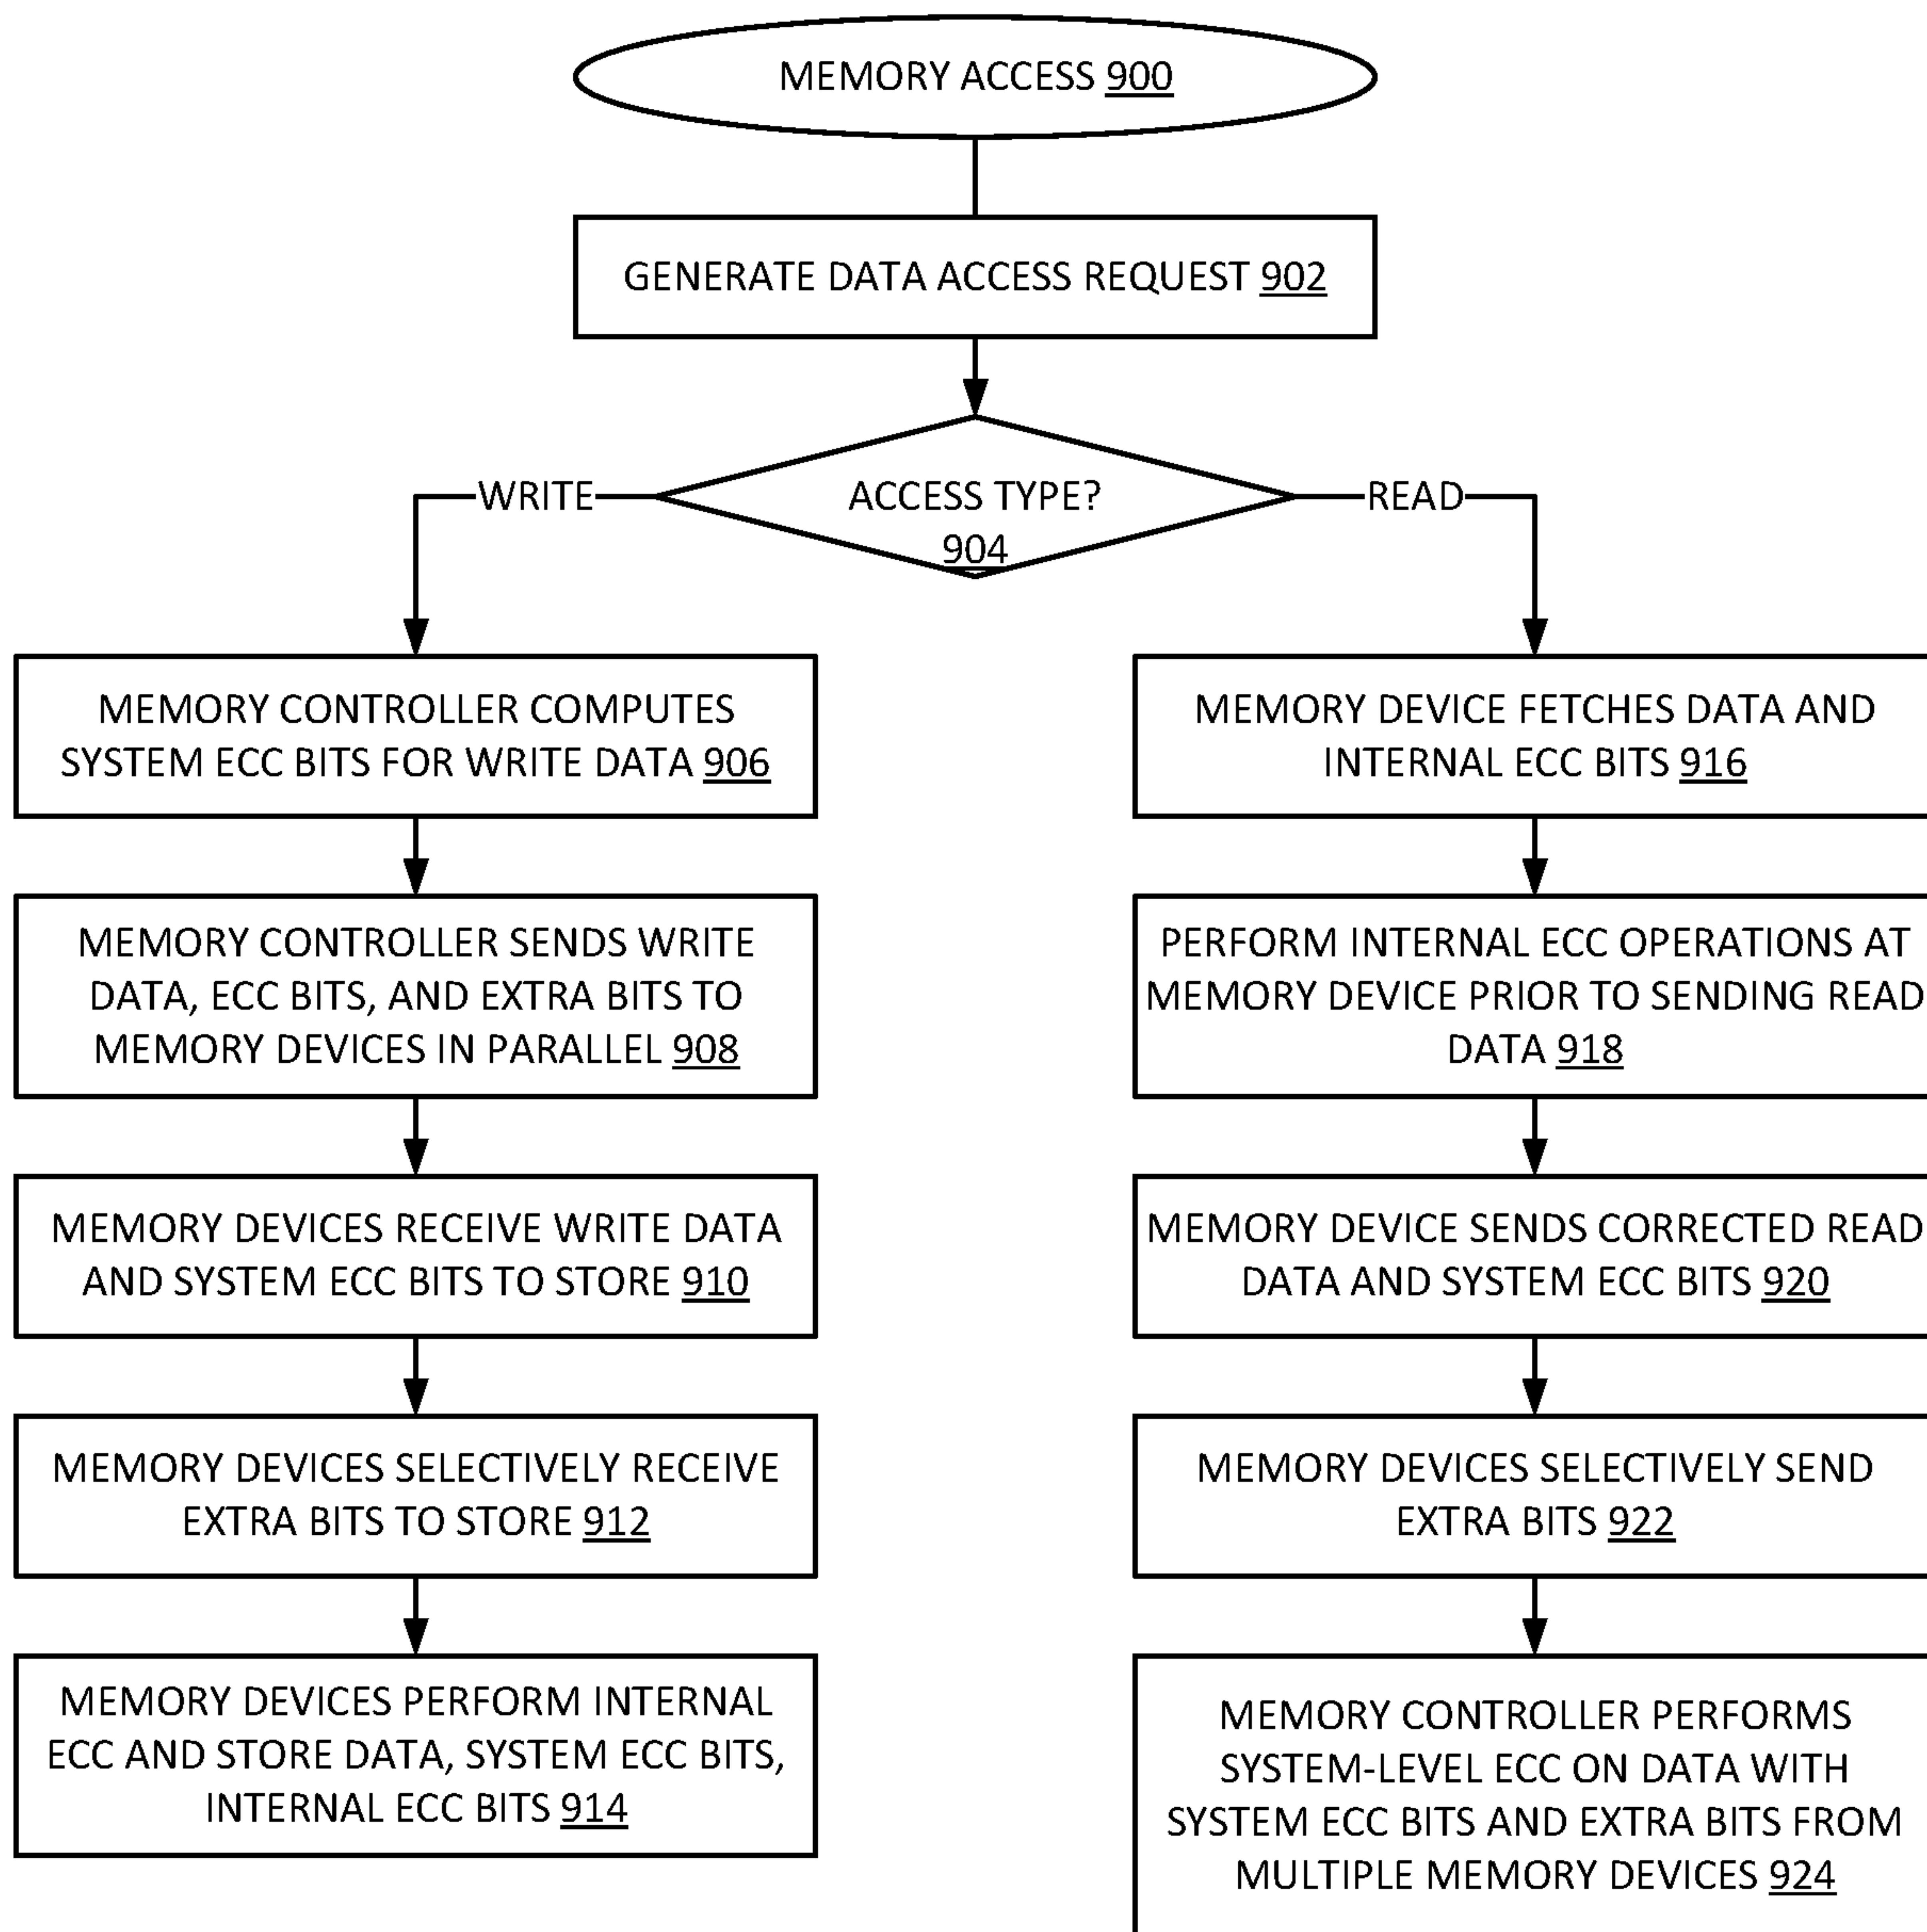 MEMORY ACCESS 900
GENERATE DATA ACCESS REQUEST 902
WRITE
ACCESS TYPE?
904
READ
MEMORY CONTROLLER COMPUTES
SYSTEM ECC BITS FOR WRITE DATA 906
MEMORY CONTROLLER SENDS WRITE
DATA, ECC BITS, AND EXTRA BITS TO
MEMORY DEVICES IN PARALLEL 908
MEMORY DEVICES RECEIVE WRITE DATA
AND SYSTEM ECC BITS TO STORE 910
MEMORY DEVICES SELECTIVELY RECEIVE
EXTRA BITS TO STORE 912
MEMORY DEVICES PERFORM INTERNAL
ECC AND STORE DATA, SYSTEM ECC BITS,
INTERNAL ECC BITS 914
MEMORY DEVICE FETCHES DATA AND
INTERNAL ECC BITS 916
PERFORM INTERNAL ECC OPERATIONS AT
MEMORY DEVICE PRIOR TO SENDING READ
DATA 918
MEMORY DEVICE SENDS CORRECTED READ
DATA AND SYSTEM ECC BITS 920
MEMORY DEVICES SELECTIVELY SEND
EXTRA BITS 922
MEMORY CONTROLLER PERFORMS
SYSTEM-LEVEL ECC ON DATA WITH
SYSTEM ECC BITS AND EXTRA BITS FROM
MULTIPLE MEMORY DEVICES 924